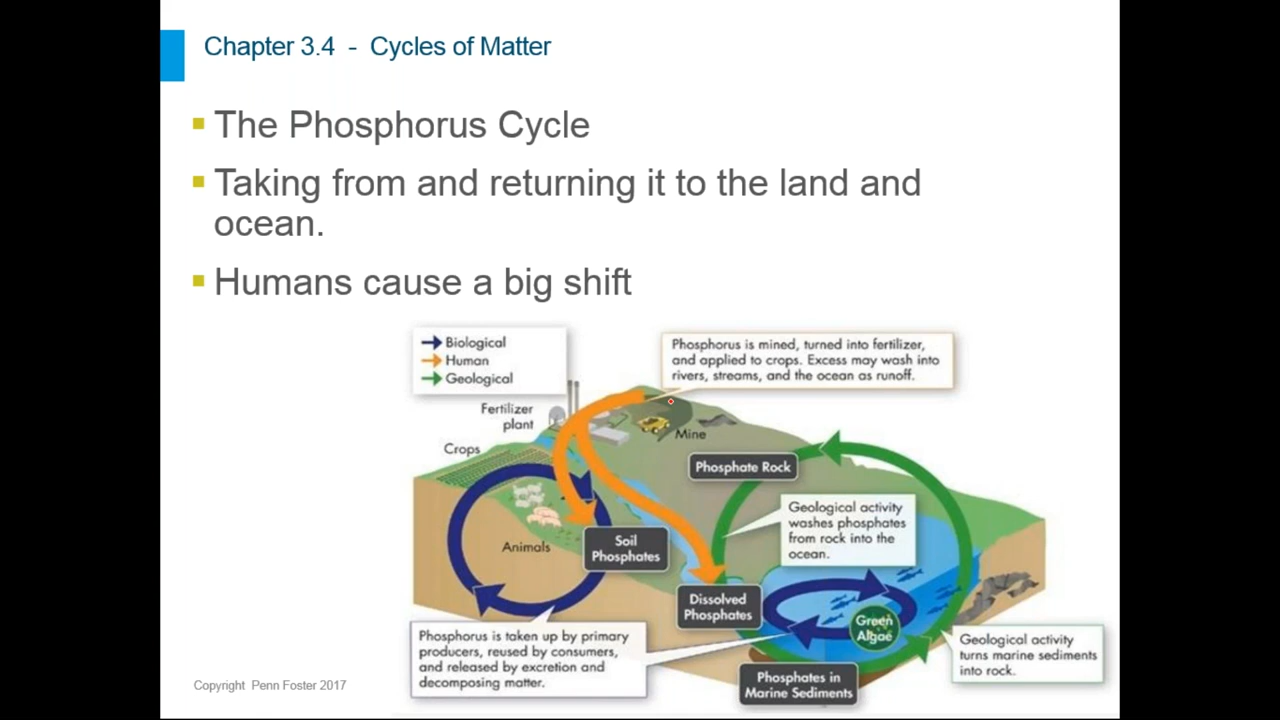 Chapter 3.4 - Cycles of Matter
The Phosphorus Cycle
Taking from and returning it to the land and
ocean.
Humans cause a big shift
Biological
Human
Geological
Phosphorus is mined, turned into fertilizer,
and applied to crops. Excess may wash into
rivers, streams, and the ocean as runoff.
Fertilizer
plant
Mine
Crops
Phosphate Rock
Geological activity
washes phosphates
from rock into the
ocean.
Animals
Soil
Phosphates
Dissolved
Phosphates
Green
Algae
Phosphorus is taken up by primary
producers, reused by consumers,
and released by excretion and
decomposing matter.
Geological activity
turns marine sediments
into rock.
Phosphates in
Marine Sediments
Copyright Penn Foster 2017